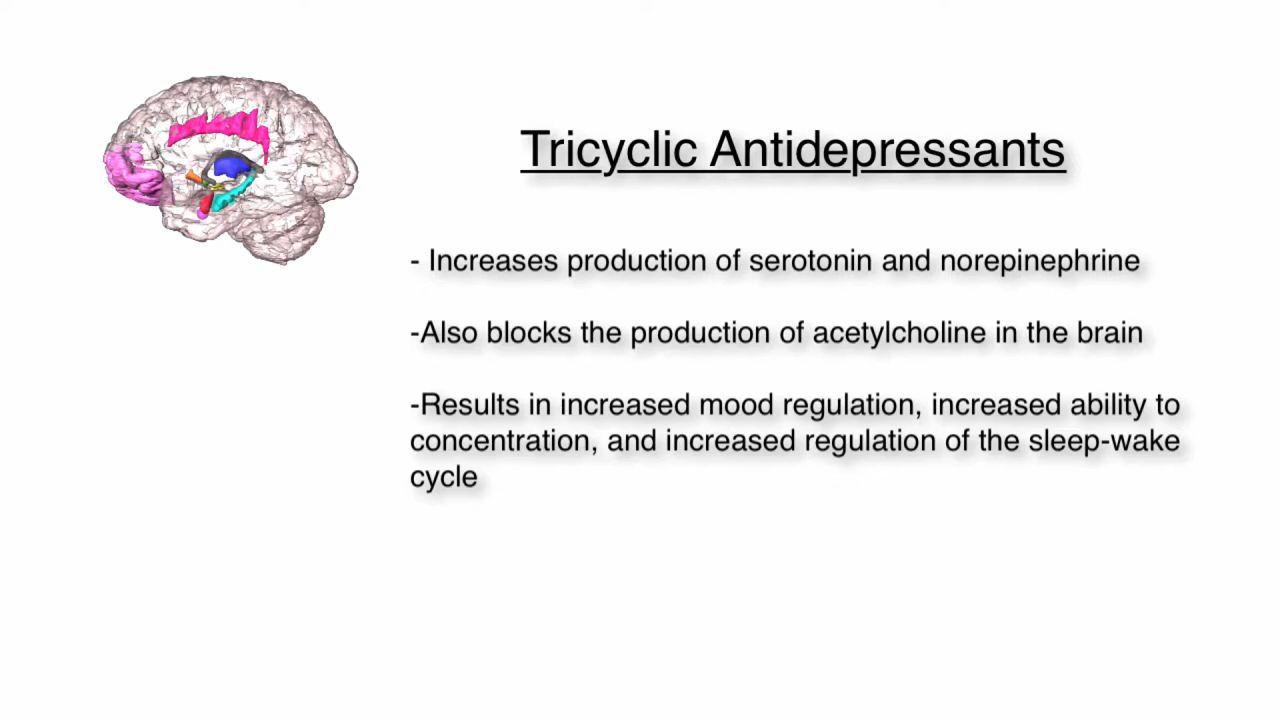 Tricyclic Antidepressants
- Increases production of serotonin and norepinephrine
-Also blocks the production of acetylcholine in the brain
-Results in increased mood regulation, increased ability to
concentration, and increased regulation of the sleep-wake
cycle